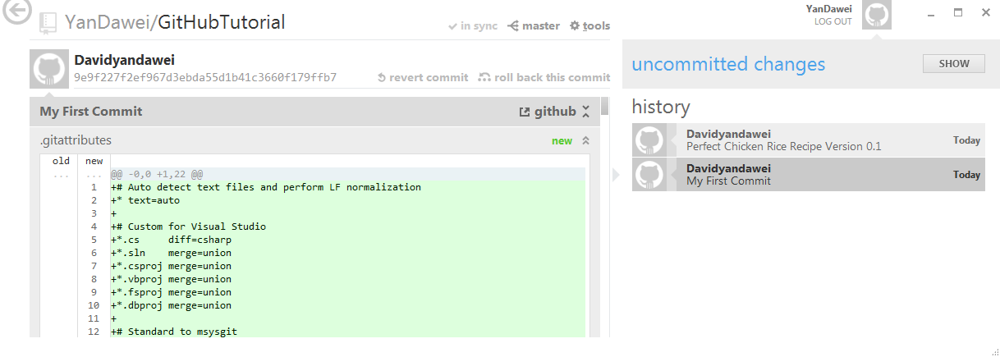 YanDawei/GitHubTutorial
in sync master tools
YanDawei
LOG OUT
Davidyandawei
9e9f227f2ef967d3ebda55d1b41c3660f179ffb7 revert commit roll back this commit
My First Commit github
.gitattributes new
old new
... ... @@ -0,0 +1,22 @@
1 +# Auto detect text files and perform LF normalization
2 +* text=auto
3 +
4 +# Custom for Visual Studio
5 +*.cs     diff=csharp
6 +*.sln    merge=union
7 +*.csproj merge=union
8 +*.vbproj merge=union
9 +*.fsproj merge=union
10 +*.dbproj merge=union
11 +
12 +# Standard to msysgit
uncommitted changes SHOW
history
Davidyandawei
Perfect Chicken Rice Recipe Version 0.1 Today
Davidyandawei
My First Commit Today